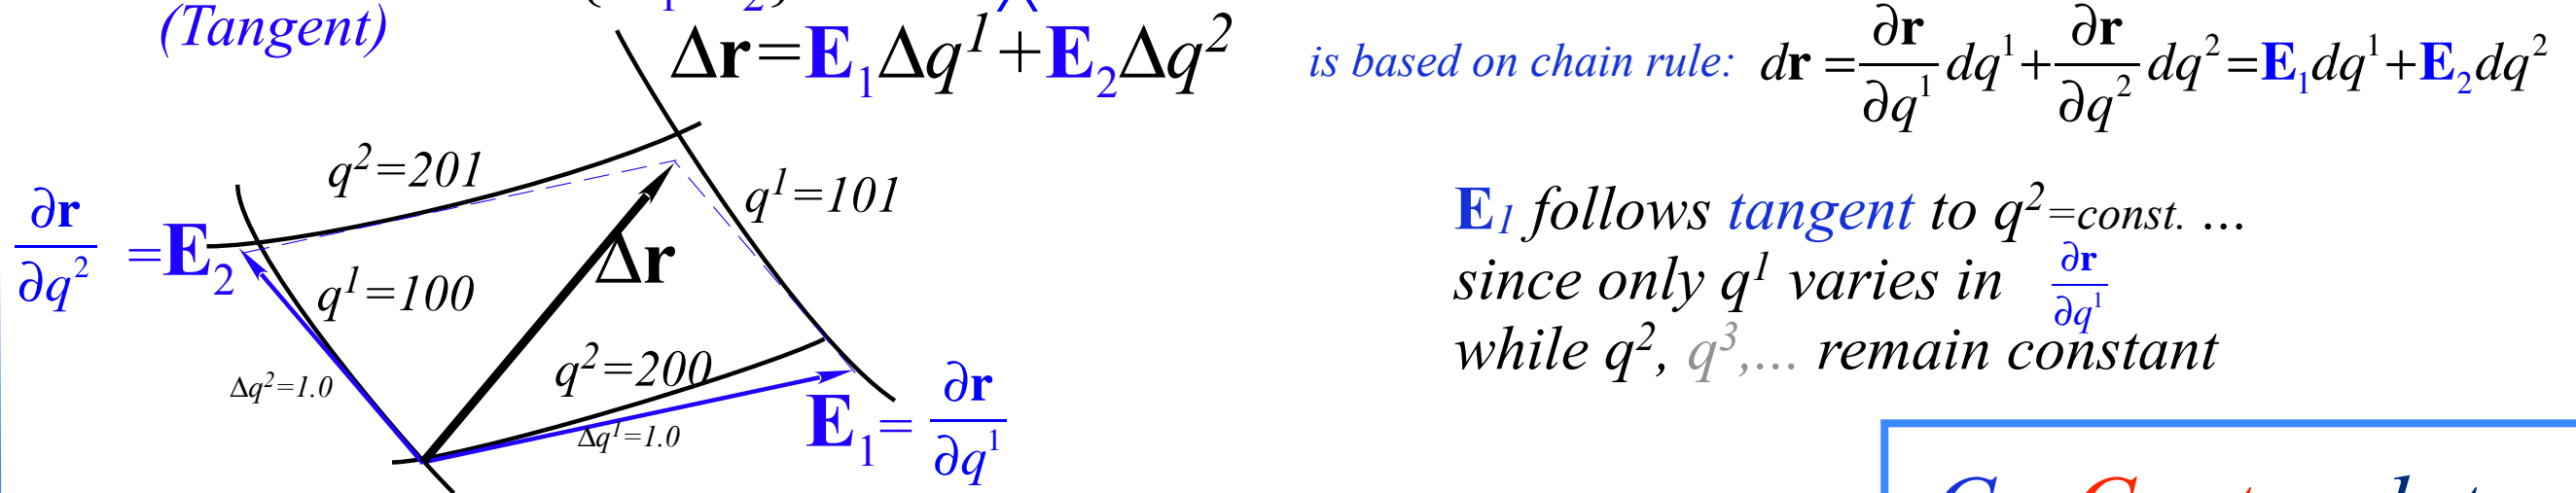 (Tangent)
Δr=E₁Δq¹+E₂Δq²
is based on chain rule: dr = ∂r/∂q¹ dq¹ + ∂r/∂q² dq² = E₁dq¹+E₂dq²
q²=201
q¹=101
∂r/∂q² =E₂
Δr
q¹=100
q²=200
Δq²=1.0
Δq¹=1.0
E₁= ∂r/∂q¹
E₁ follows tangent to q²=const. ...
since only q¹ varies in ∂r/∂q¹
while q², q³,... remain constant